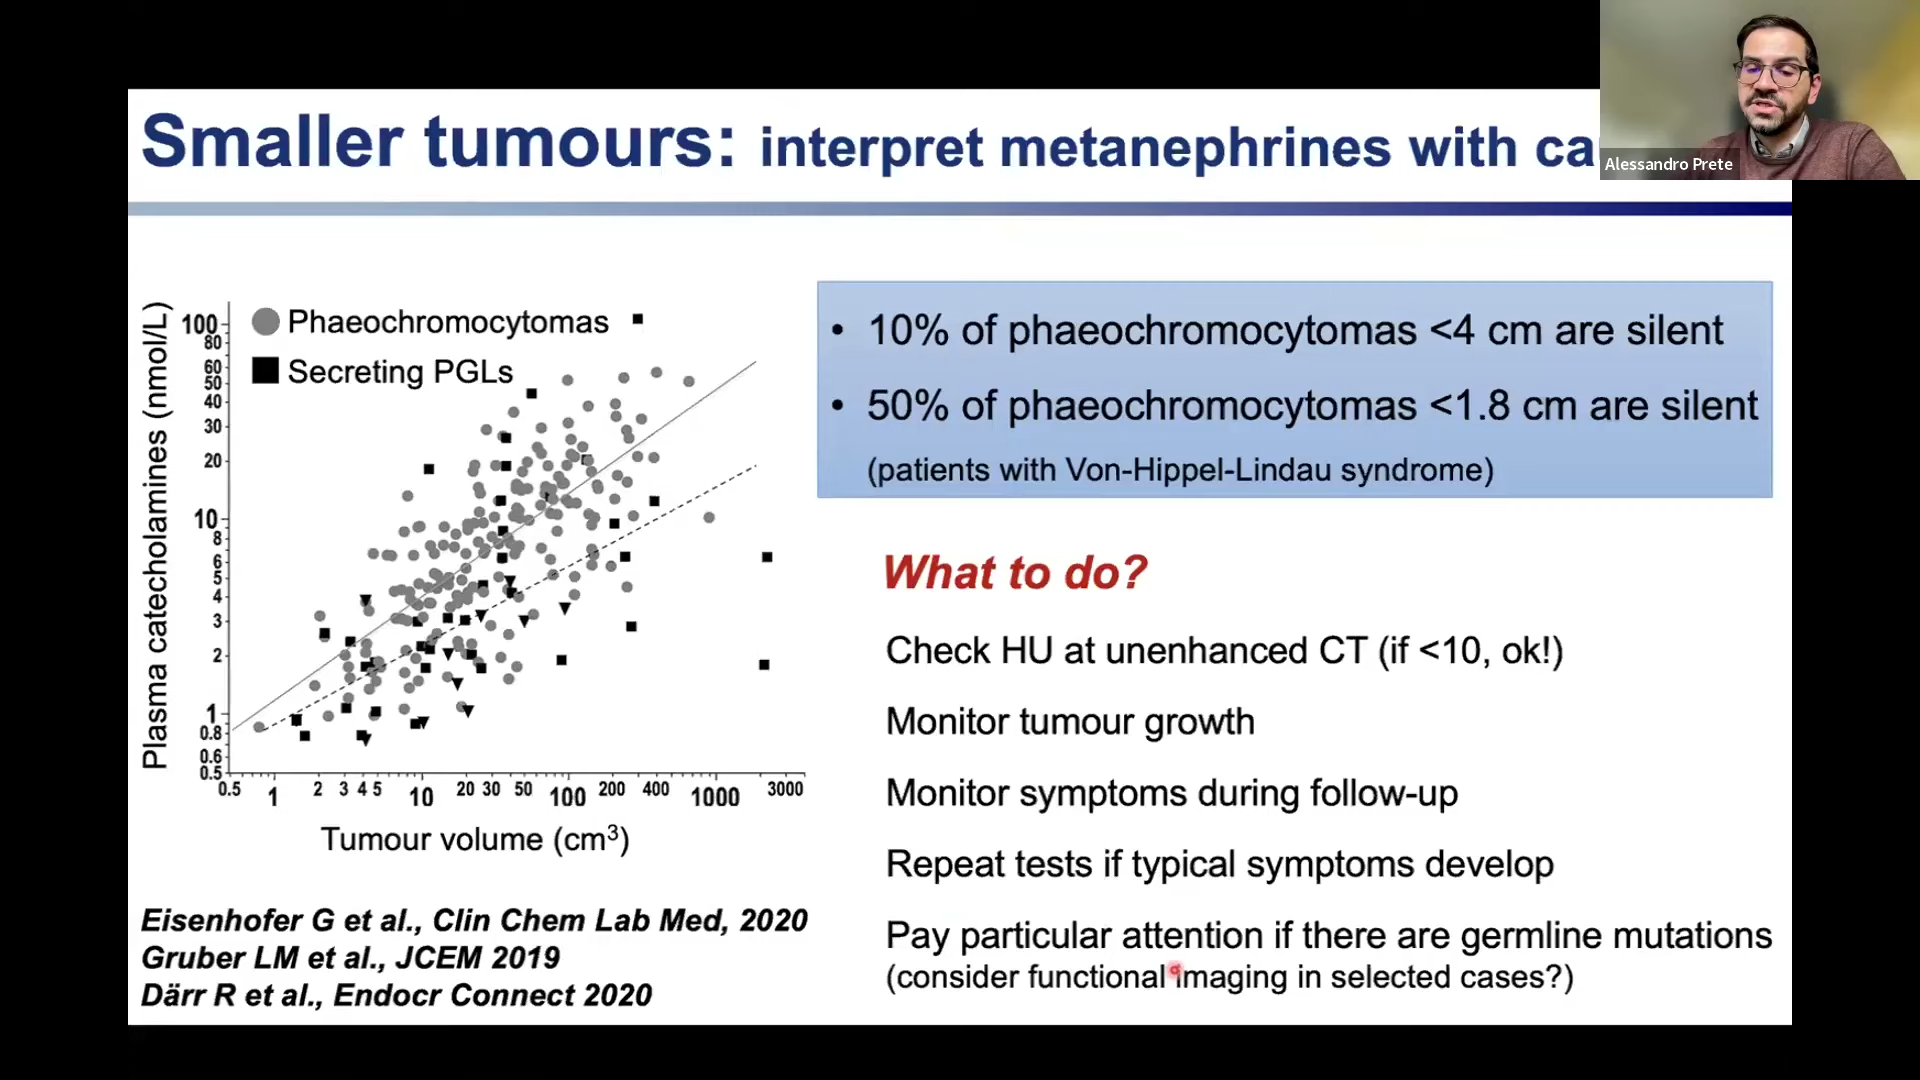 Smaller tumours: interpret metanephrines with ca
Alessandro Prete
Plasma catecholamines (nmol/L)
100
80
60
50
40
30
20
10
8
6
5
4
3
2
1
0.8
0.6
0.5
Phaeochromocytomas
Secreting PGLs
0.5 1 2 3 4 5 10 20 30 50 100 200 400 1000 3000
Tumour volume (cm³)
Eisenhofer G et al., Clin Chem Lab Med, 2020
Gruber LM et al., JCEM 2019
Därr R et al., Endocr Connect 2020
• 10% of phaeochromocytomas <4 cm are silent
• 50% of phaeochromocytomas <1.8 cm are silent
(patients with Von-Hippel-Lindau syndrome)
What to do?
Check HU at unenhanced CT (if <10, ok!)
Monitor tumour growth
Monitor symptoms during follow-up
Repeat tests if typical symptoms develop
Pay particular attention if there are germline mutations
(consider functional imaging in selected cases?)